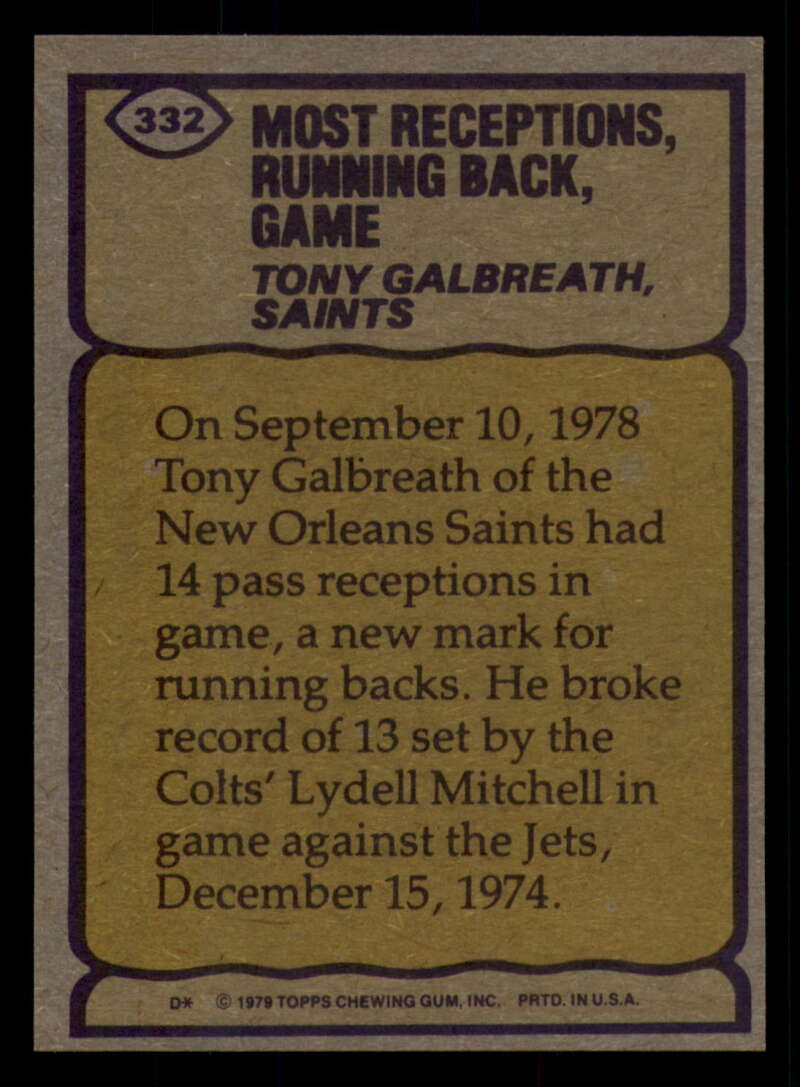 332
MOST RECEPTIONS,
RUNNING BACK,
GAME
TONY GALBREATH,
SAINTS
On September 10, 1978
Tony Galbreath of the
New Orleans Saints had
14 pass receptions in
game, a new mark for
running backs. He broke
record of 13 set by the
Colts' Lydell Mitchell in
game against the Jets,
December 15, 1974.
D* © 1979 TOPPS CHEWING GUM, INC. PRTD. IN U.S.A.